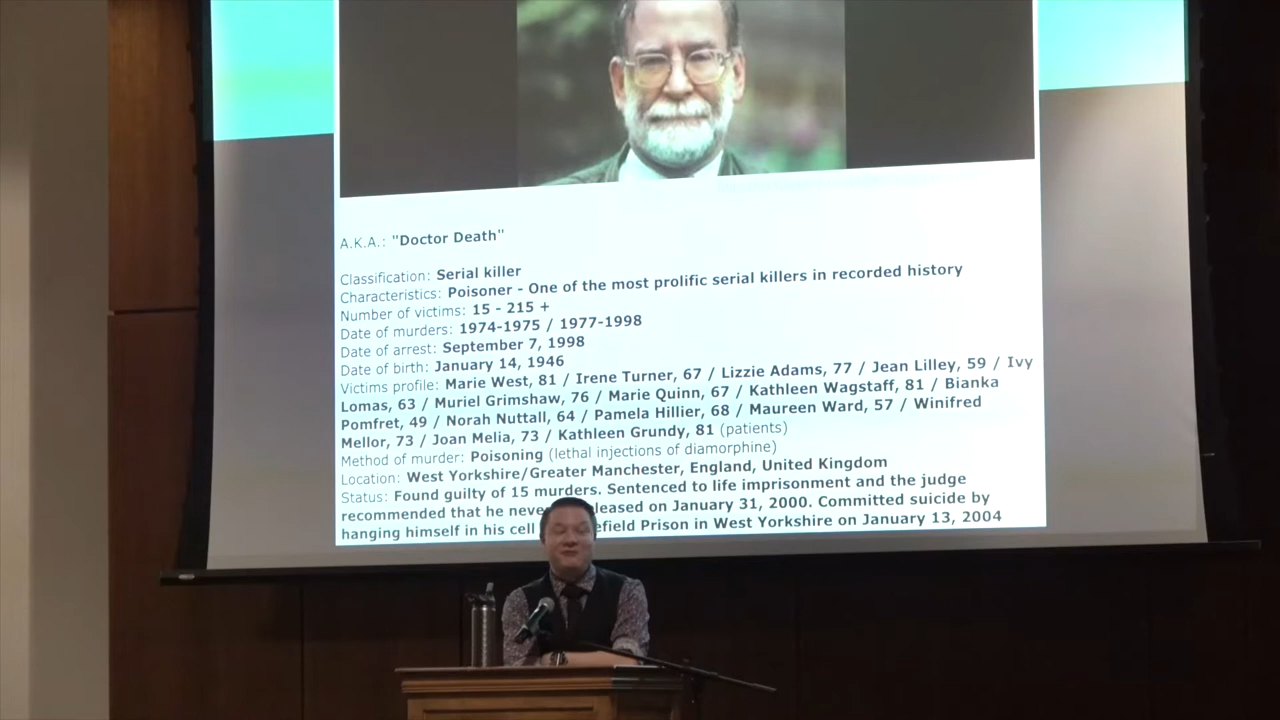 A.K.A.: "Doctor Death"
Classification: Serial killer
Characteristics: Poisoner - One of the most prolific serial killers in recorded history
Number of victims: 15 - 215 +
Date of murders: 1974-1975 / 1977-1998
Date of arrest: September 7, 1998
Date of birth: January 14, 1946
Victims profile: Marie West, 81 / Irene Turner, 67 / Lizzie Adams, 77 / Jean Lilley, 59 / Ivy
Lomas, 63 / Muriel Grimshaw, 76 / Marie Quinn, 67 / Kathleen Wagstaff, 81 / Bianka
Pomfret, 49 / Norah Nuttall, 64 / Pamela Hillier, 68 / Maureen Ward, 57 / Winifred
Mellor, 73 / Joan Melia, 73 / Kathleen Grundy, 81 (patients)
Method of murder: Poisoning (lethal injections of diamorphine)
Location: West Yorkshire/Greater Manchester, England, United Kingdom
Status: Found guilty of 15 murders. Sentenced to life imprisonment and the judge
recommended that he never leased on January 31, 2000. Committed suicide by
hanging himself in his cell efield Prison in West Yorkshire on January 13, 2004